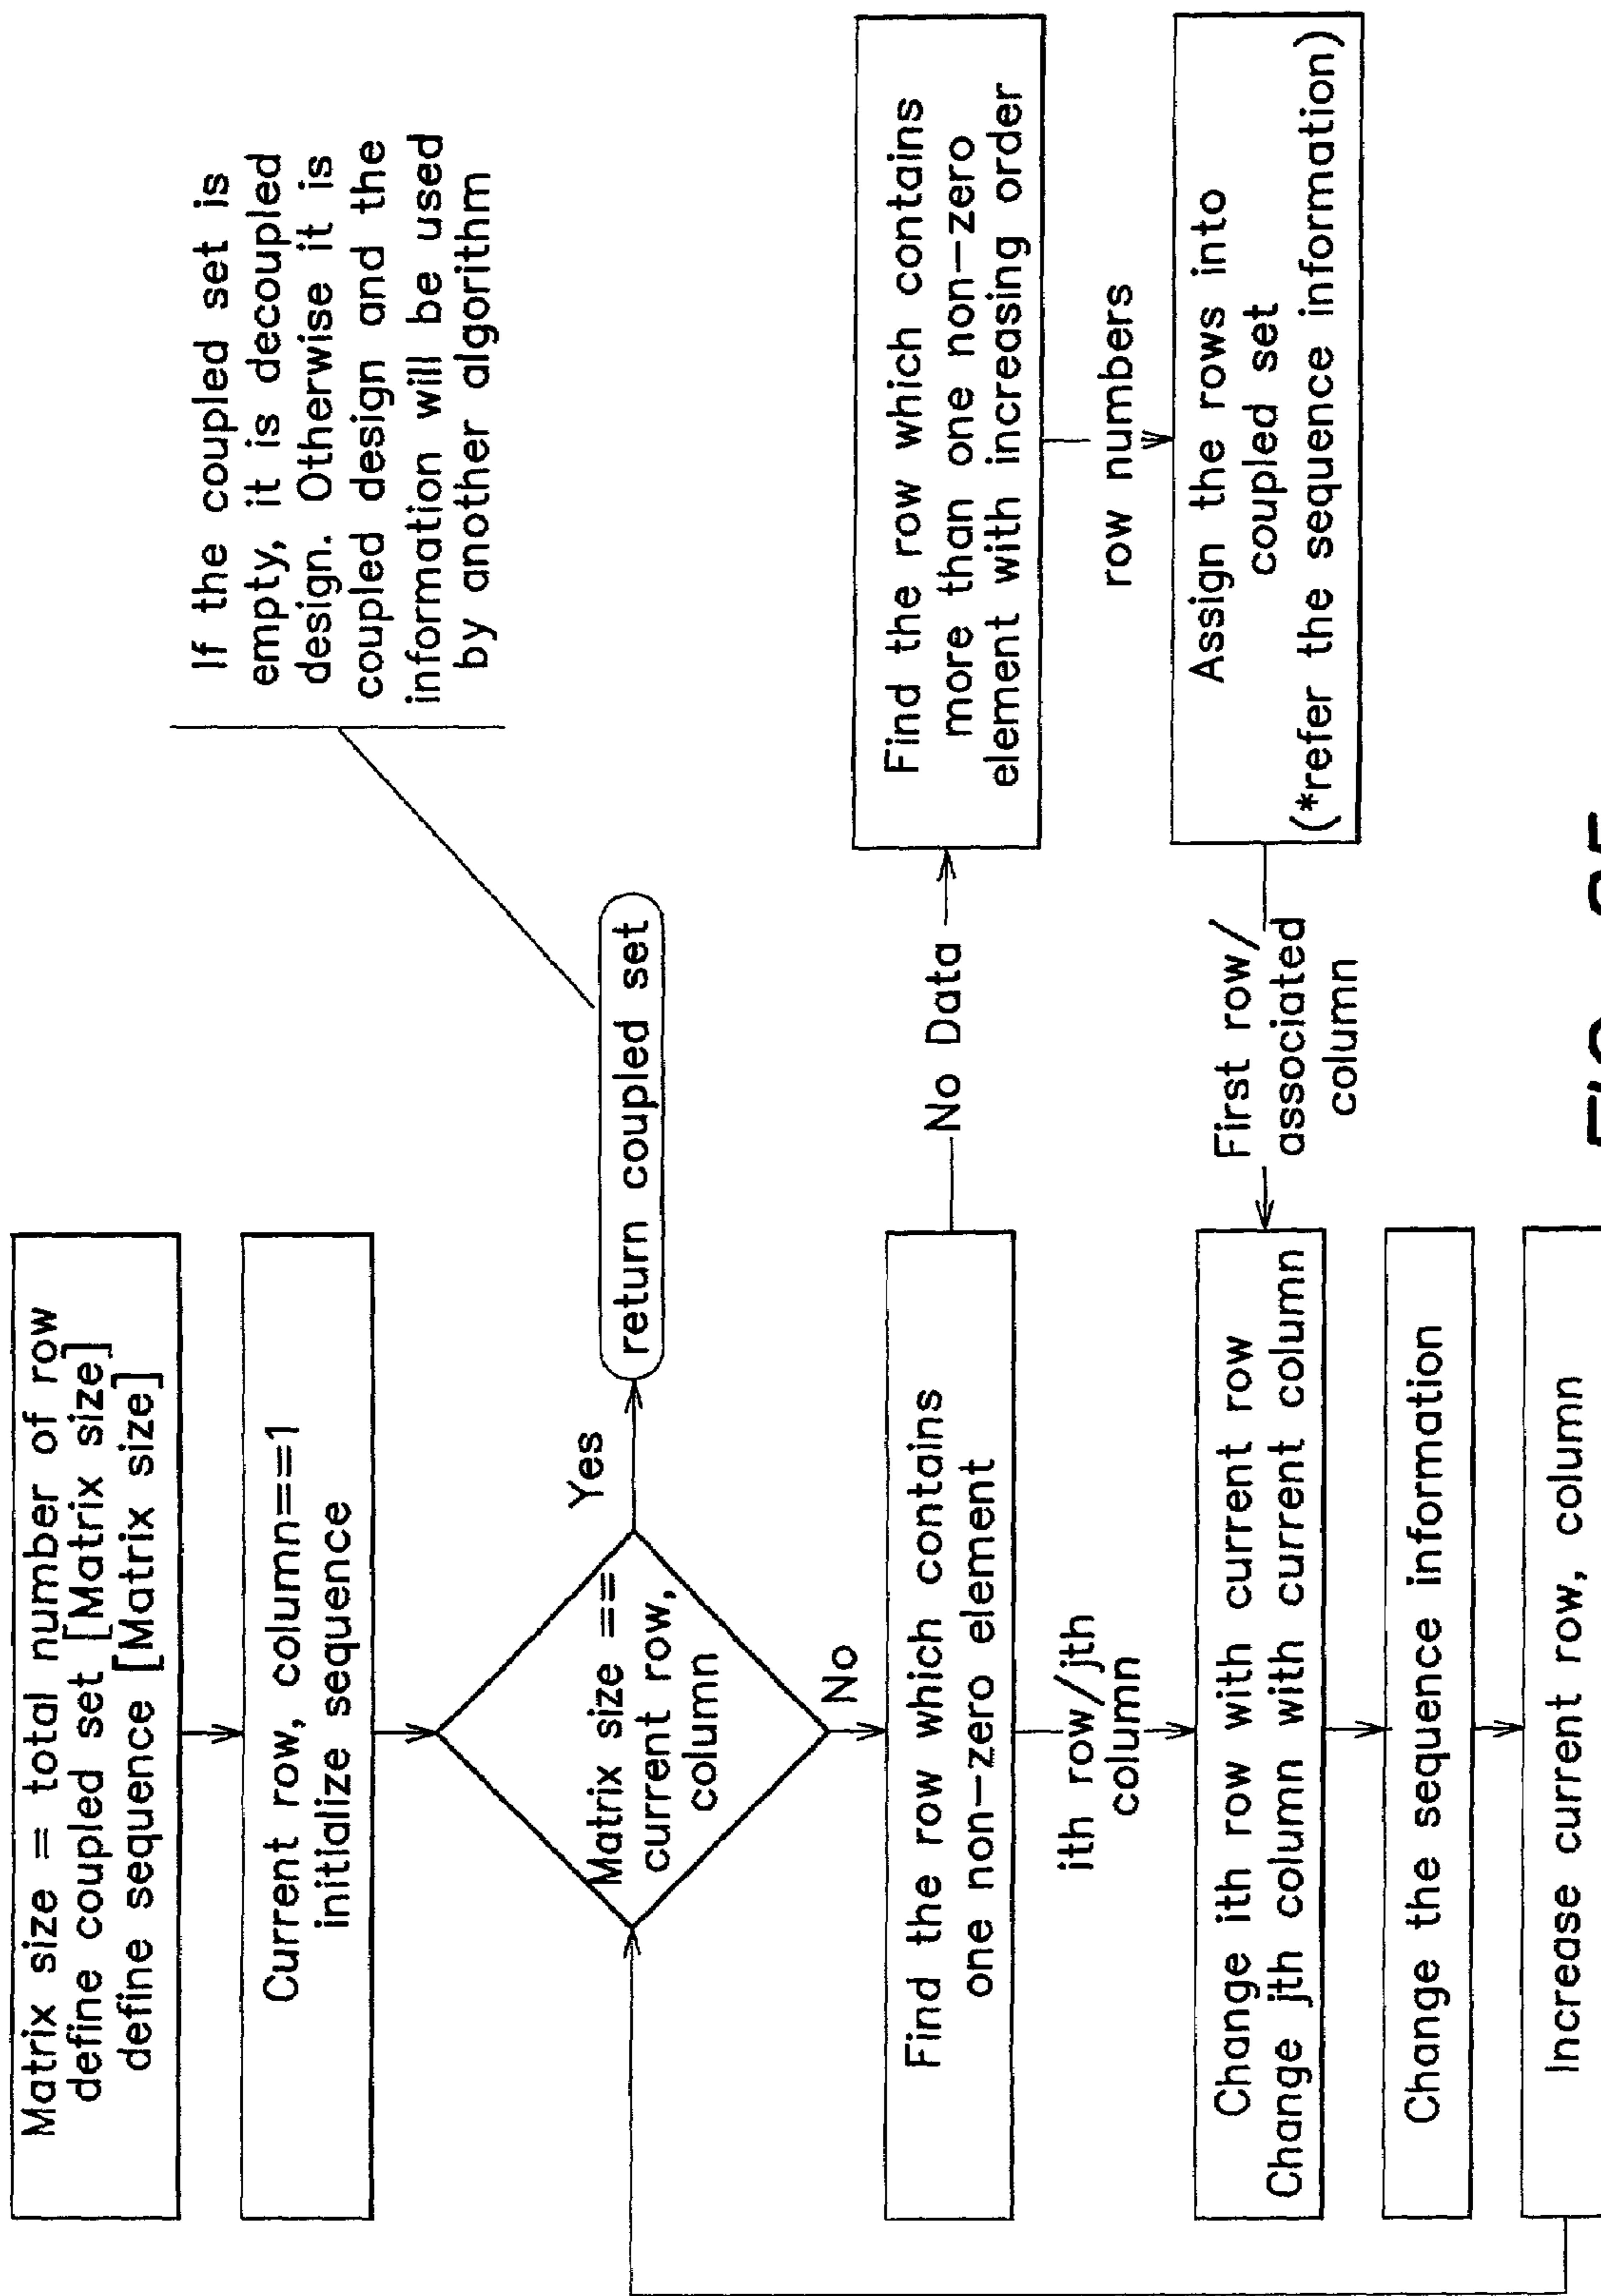 Matrix size = total number of row
define coupled set [Matrix size]
define sequence [Matrix size]
Current row, column==1
initialize sequence
Matrix size ==
current row,
column
Yes
return coupled set
If the coupled set is
empty, it is decoupled
design. Otherwise it is
coupled design and the
information will be used
by another algorithm
No
Find the row which contains
one non-zero element
No Data
Find the row which contains
more than one non-zero
element with increasing order
row numbers
Assign the rows into
coupled set
(*refer the sequence information)
First row/
associated
column
ith row/jth
column
Change ith row with current row
Change jth column with current column
Change the sequence information
Increase current row, column